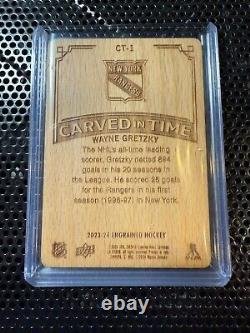 CT-1
NEW YORK
RANGERS
CARVED IN TIME
WAYNE GRETZKY
The NHL's all-time leading
scorer, Gretzky netted 894
goals in his 20 seasons in
the League. He scored 25 goals
for the Rangers in his first
season (1996-97) in New York.
2023-24 ENGRAINED HOCKEY
NHL